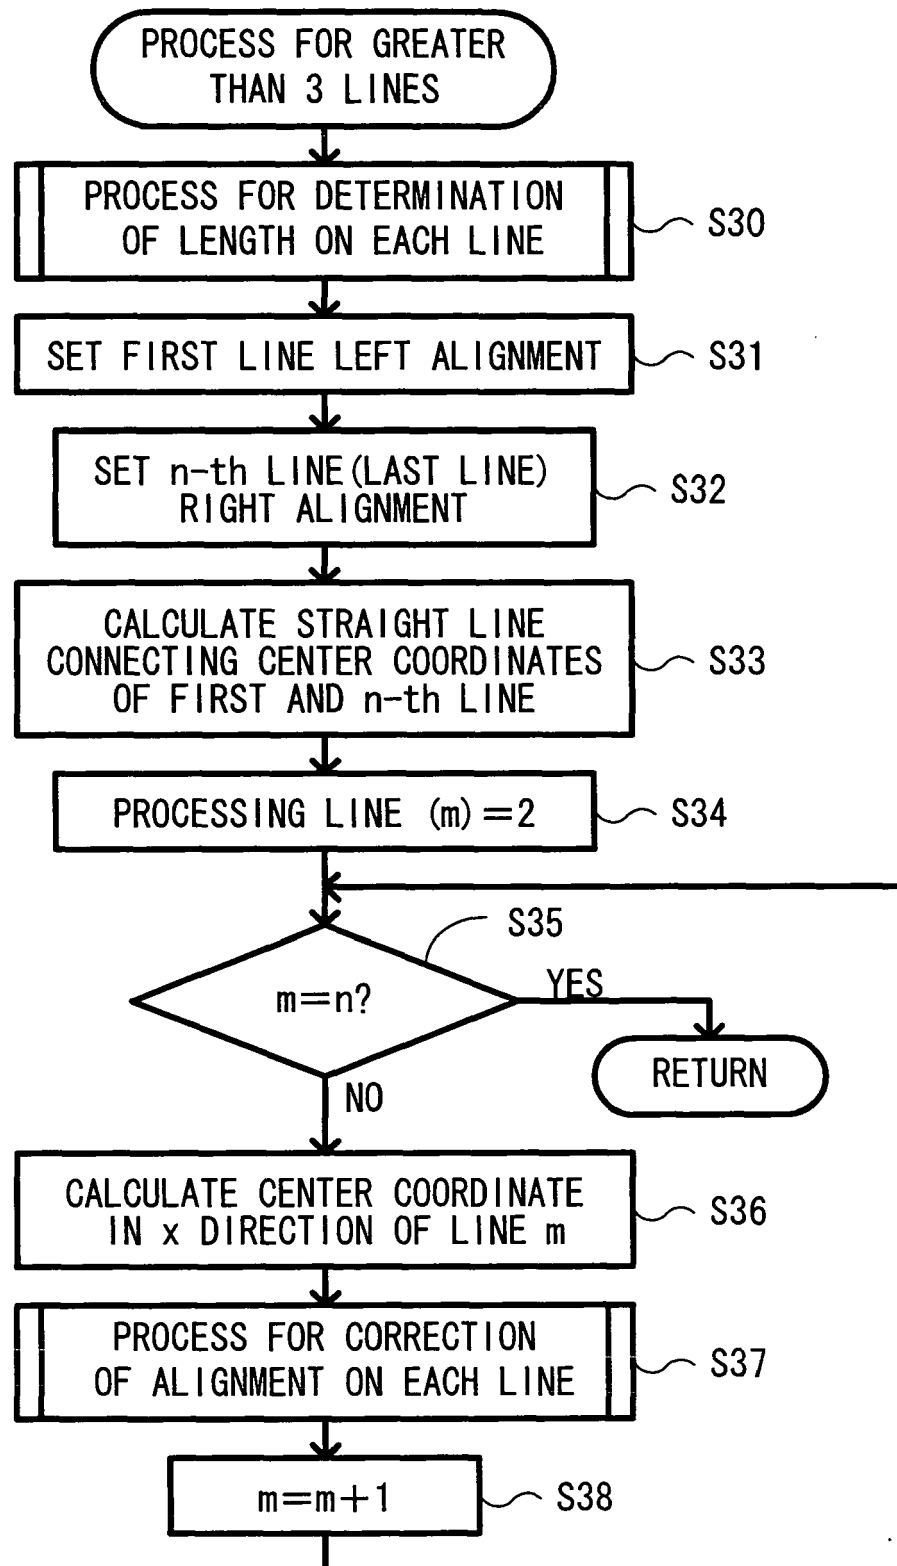 PROCESS FOR GREATER
THAN 3 LINES
PROCESS FOR DETERMINATION
OF LENGTH ON EACH LINE
S30
SET FIRST LINE LEFT ALIGNMENT
S31
SET n-th LINE(LAST LINE)
RIGHT ALIGNMENT
S32
CALCULATE STRAIGHT LINE
CONNECTING CENTER COORDINATES
OF FIRST AND n-th LINE
S33
PROCESSING LINE (m)=2
S34
S35
m=n?
YES
RETURN
NO
CALCULATE CENTER COORDINATE
IN x DIRECTION OF LINE m
S36
PROCESS FOR CORRECTION
OF ALIGNMENT ON EACH LINE
S37
m=m+1
S38